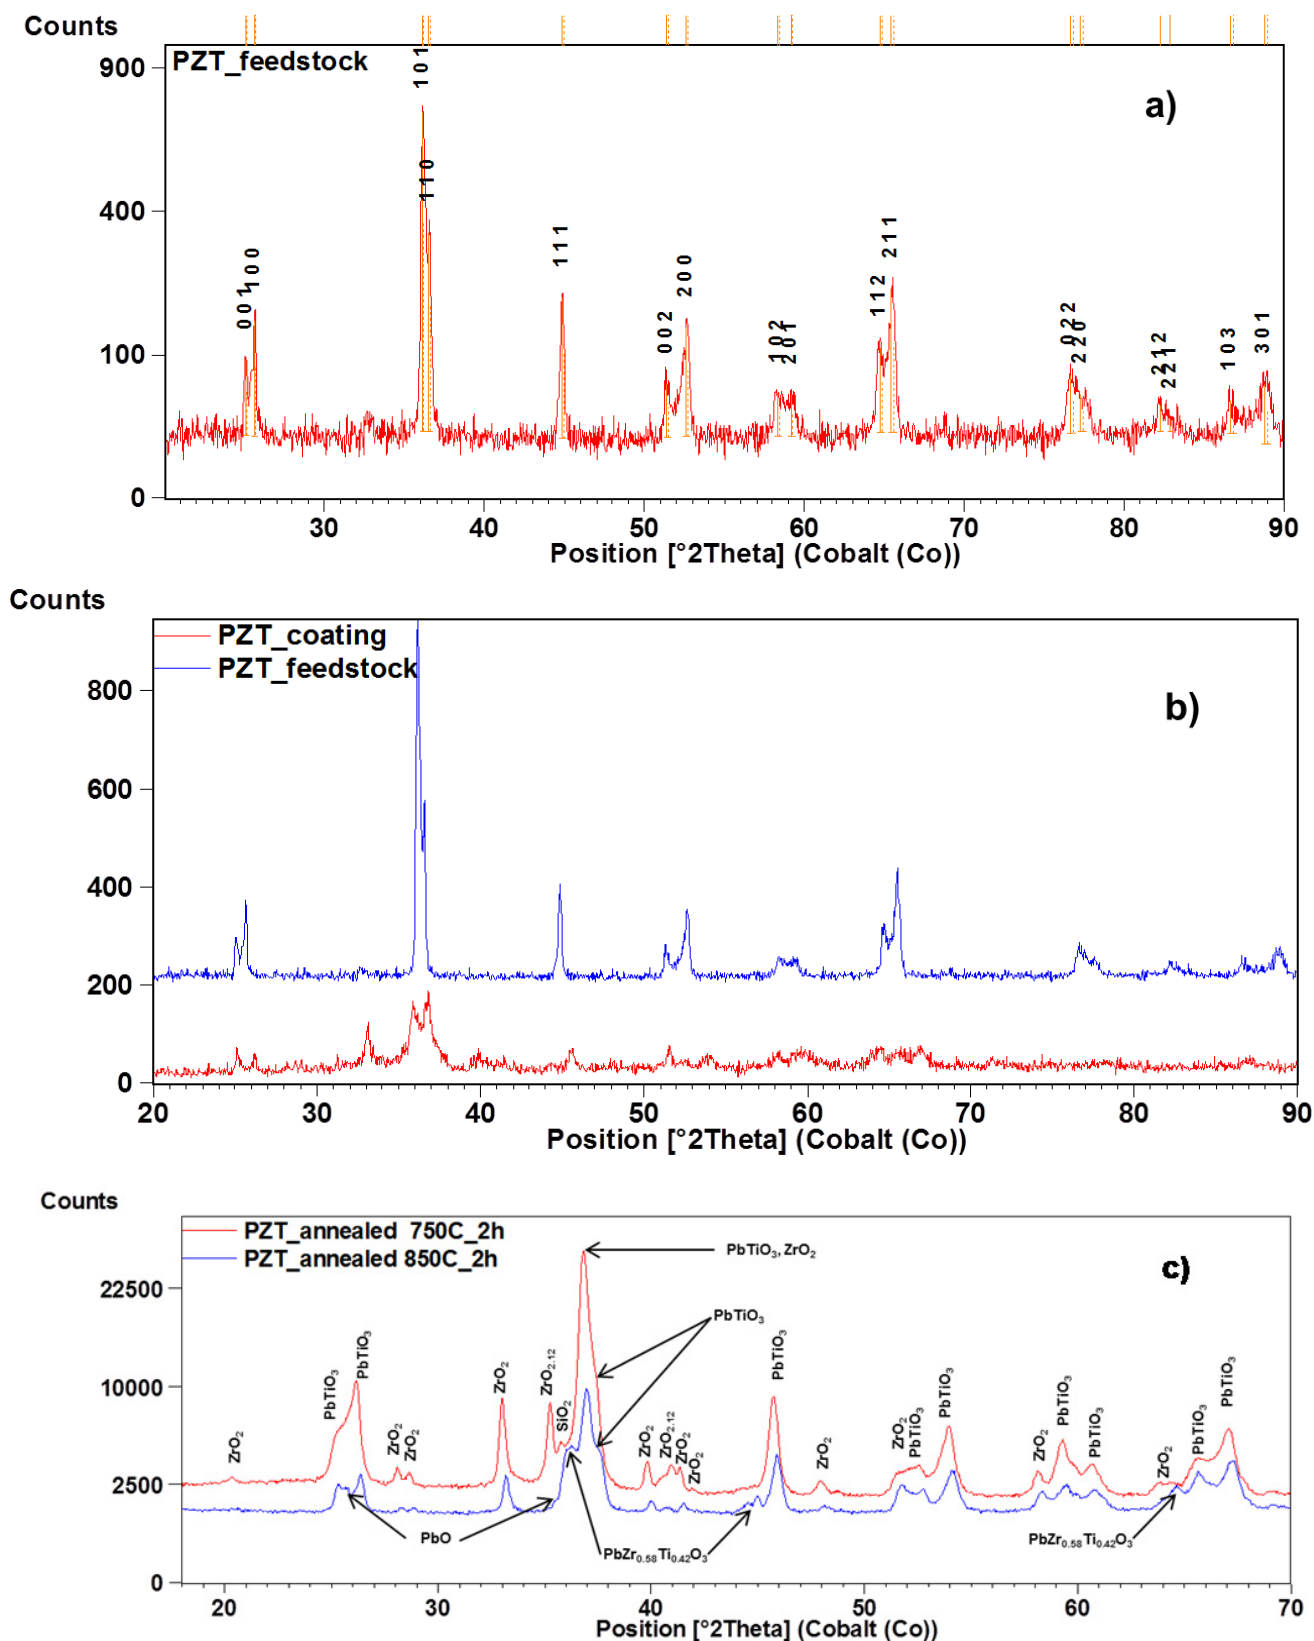 Counts
PZT_feedstock
a)
900
400
100
0
0 0 1
1 0 0
1 0 1
1 1 0
1 1 1
0 0 2
2 0 0
1 0 2
2 0 1
1 1 2
2 1 1
0 2 2
2 2 0
2 1 2
2 2 1
1 0 3
3 0 1
30 40 50 60 70 80 90
Position [°2Theta] (Cobalt (Co))
Counts
PZT_coating
PZT_feedstock
b)
800
600
400
200
0
20 30 40 50 60 70 80 90
Position [°2Theta] (Cobalt (Co))
Counts
PZT_annealed 750C_2h
PZT_annealed 850C_2h
c)
22500
10000
2500
0
PbTiO₃, ZrO₂
PbTiO₃
ZrO₂
PbTiO₃
PbTiO₃
ZrO₂
ZrO₂
ZrO₂
ZrO₂.₁₂
SiO₂
ZrO₂
ZrO₂.₁₂
ZrO₂
ZrO₂
PbTiO₃
ZrO₂
ZrO₂
PbTiO₃
PbTiO₃
ZrO₂
PbTiO₃
PbTiO₃
ZrO₂
PbTiO₃
PbTiO₃
PbO
PbZr₀.₅₈Ti₀.₄₂O₃
PbZr₀.₅₈Ti₀.₄₂O₃
20 30 40 50 60 70
Position [°2Theta] (Cobalt (Co))